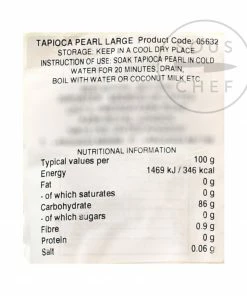 SOUS
CHEF
TAPIOCA PEARL LARGE Product Code: 05632
STORAGE: KEEP IN A COOL DRY PLACE.
INSTRUCTION OF USE: SOAK TAPIOCA PEARL IN COLD
WATER FOR 20 MINUTES, DRAIN,
BOIL WITH WATER OR COCONUT MILK ETC.
NUTRITIONAL INFORMATION
Typical values per 100 g
Energy 1469 kJ / 346 kcal
Fat 0 g
- of which saturates 0 g
Carbohydrate 86 g
- of which sugars 0 g
Fibre 0.9 g
Protein 0 g
Salt 0.06 g